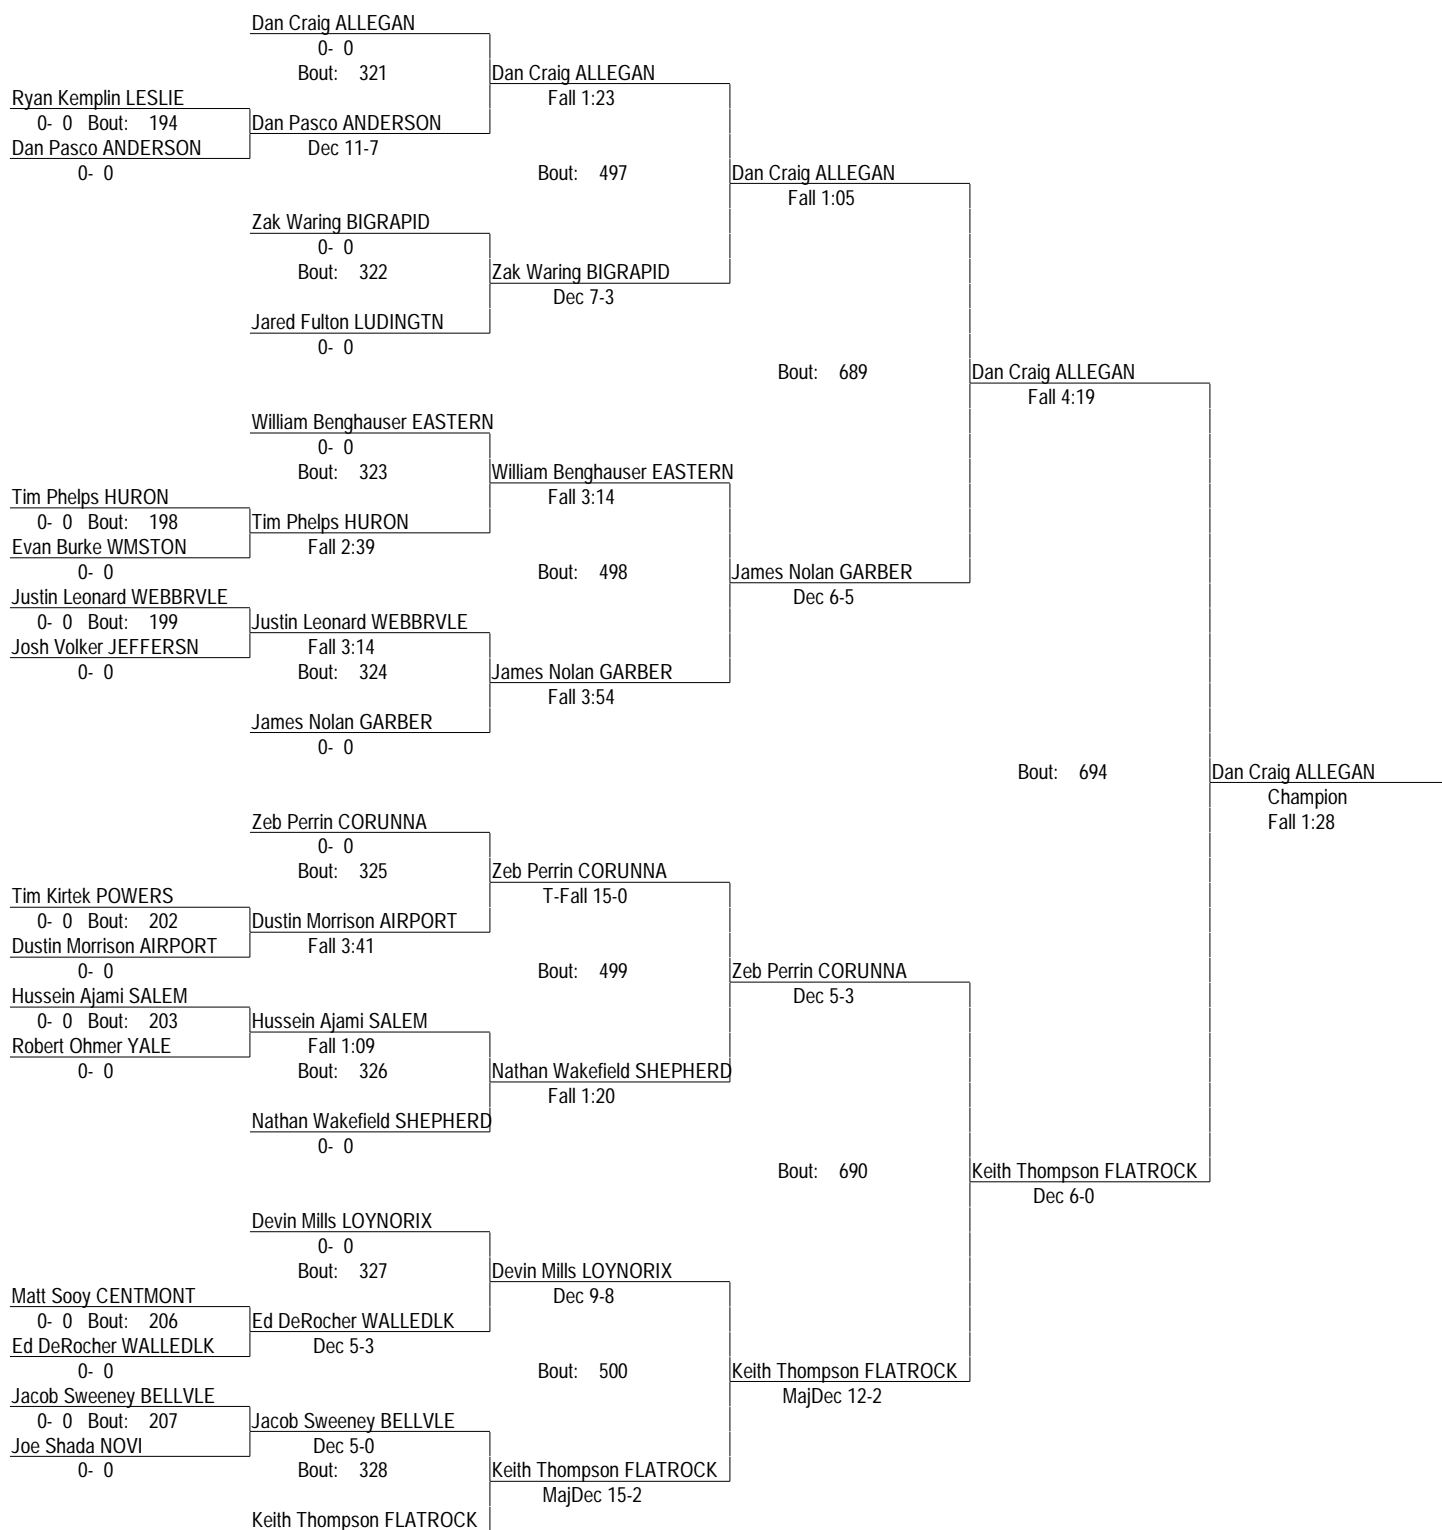 Dan Craig ALLEGAN
0- 0
Bout: 321
Dan Craig ALLEGAN
Fall 1:23
Ryan Kemplin LESLIE
0- 0 Bout: 194
Dan Pasco ANDERSON
Dan Pasco ANDERSON
Dec 11-7
0- 0
Bout: 497
Dan Craig ALLEGAN
Fall 1:05
Zak Waring BIGRAPID
0- 0
Bout: 322
Zak Waring BIGRAPID
Dec 7-3
Jared Fulton LUDINGTN
0- 0
Bout: 689
Dan Craig ALLEGAN
Fall 4:19
William Benghauser EASTERN
0- 0
Bout: 323
William Benghauser EASTERN
Fall 3:14
Tim Phelps HURON
0- 0 Bout: 198
Tim Phelps HURON
Evan Burke WMSTON
Fall 2:39
0- 0
Bout: 498
James Nolan GARBER
Dec 6-5
Justin Leonard WEBBRVLE
0- 0 Bout: 199
Justin Leonard WEBBRVLE
Josh Volker JEFFERSN
Fall 3:14
0- 0
Bout: 324
James Nolan GARBER
Fall 3:54
James Nolan GARBER
0- 0
Bout: 694
Dan Craig ALLEGAN
Champion
Fall 1:28
Zeb Perrin CORUNNA
0- 0
Bout: 325
Zeb Perrin CORUNNA
T-Fall 15-0
Tim Kirtek POWERS
0- 0 Bout: 202
Dustin Morrison AIRPORT
Dustin Morrison AIRPORT
Fall 3:41
0- 0
Bout: 499
Zeb Perrin CORUNNA
Dec 5-3
Hussein Ajami SALEM
0- 0 Bout: 203
Hussein Ajami SALEM
Robert Ohmer YALE
Fall 1:09
0- 0
Bout: 326
Nathan Wakefield SHEPHERD
Fall 1:20
Nathan Wakefield SHEPHERD
0- 0
Bout: 690
Keith Thompson FLATROCK
Dec 6-0
Devin Mills LOYNORIX
0- 0
Bout: 327
Devin Mills LOYNORIX
Dec 9-8
Matt Sooy CENTMONT
0- 0 Bout: 206
Ed DeRocher WALLEDLK
Ed DeRocher WALLEDLK
Dec 5-3
0- 0
Bout: 500
Keith Thompson FLATROCK
MajDec 12-2
Jacob Sweeney BELLVLE
0- 0 Bout: 207
Jacob Sweeney BELLVLE
Joe Shada NOVI
Dec 5-0
0- 0
Bout: 328
Keith Thompson FLATROCK
MajDec 15-2
Keith Thompson FLATROCK